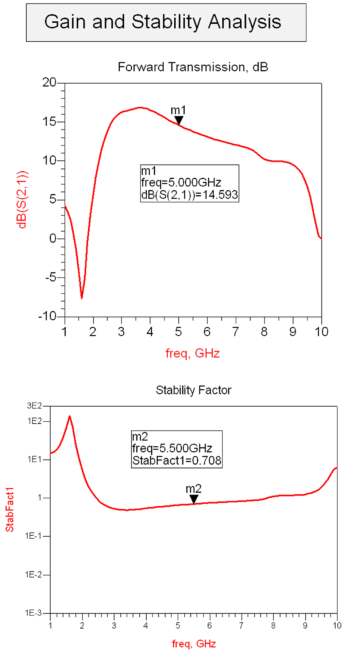 Gain and Stability Analysis
Forward Transmission, dB
dB(S(2,1))
20
15
10
5
0
-5
-10
m1
m1
freq=5.000GHz
dB(S(2,1))=14.593
1 2 3 4 5 6 7 8 9 10
freq, GHz
Stability Factor
StabFact1
3E2
1E2
1E1
1
1E-1
1E-2
1E-3
m2
freq=5.500GHz
StabFact1=0.708
m2
1 2 3 4 5 6 7 8 9 10
freq, GHz